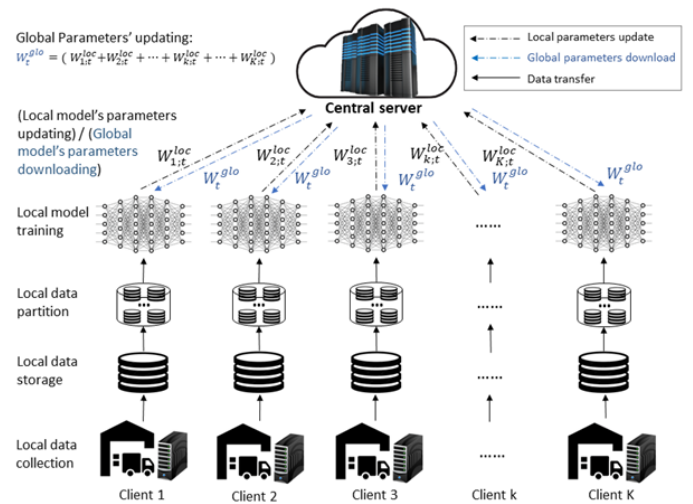 Global Parameters' updating:
W_t^glo = ( W_1;t^loc + W_2;t^loc + ⋯ + W_k;t^loc + ⋯ + W_K;t^loc )
Local parameters update
Global parameters download
Data transfer
Central server
(Local model's parameters
updating) / (Global
model's parameters
downloading)
W_1;t^loc W_2;t^loc W_3;t^loc W_k;t^loc W_K;t^loc
W_t^glo W_t^glo W_t^glo W_t^glo W_t^glo
Local model
training
......
Local data
partition
... ... ... ...... ...
Local data
storage
......
Local data
collection
......
Client 1 Client 2 Client 3 Client k Client K